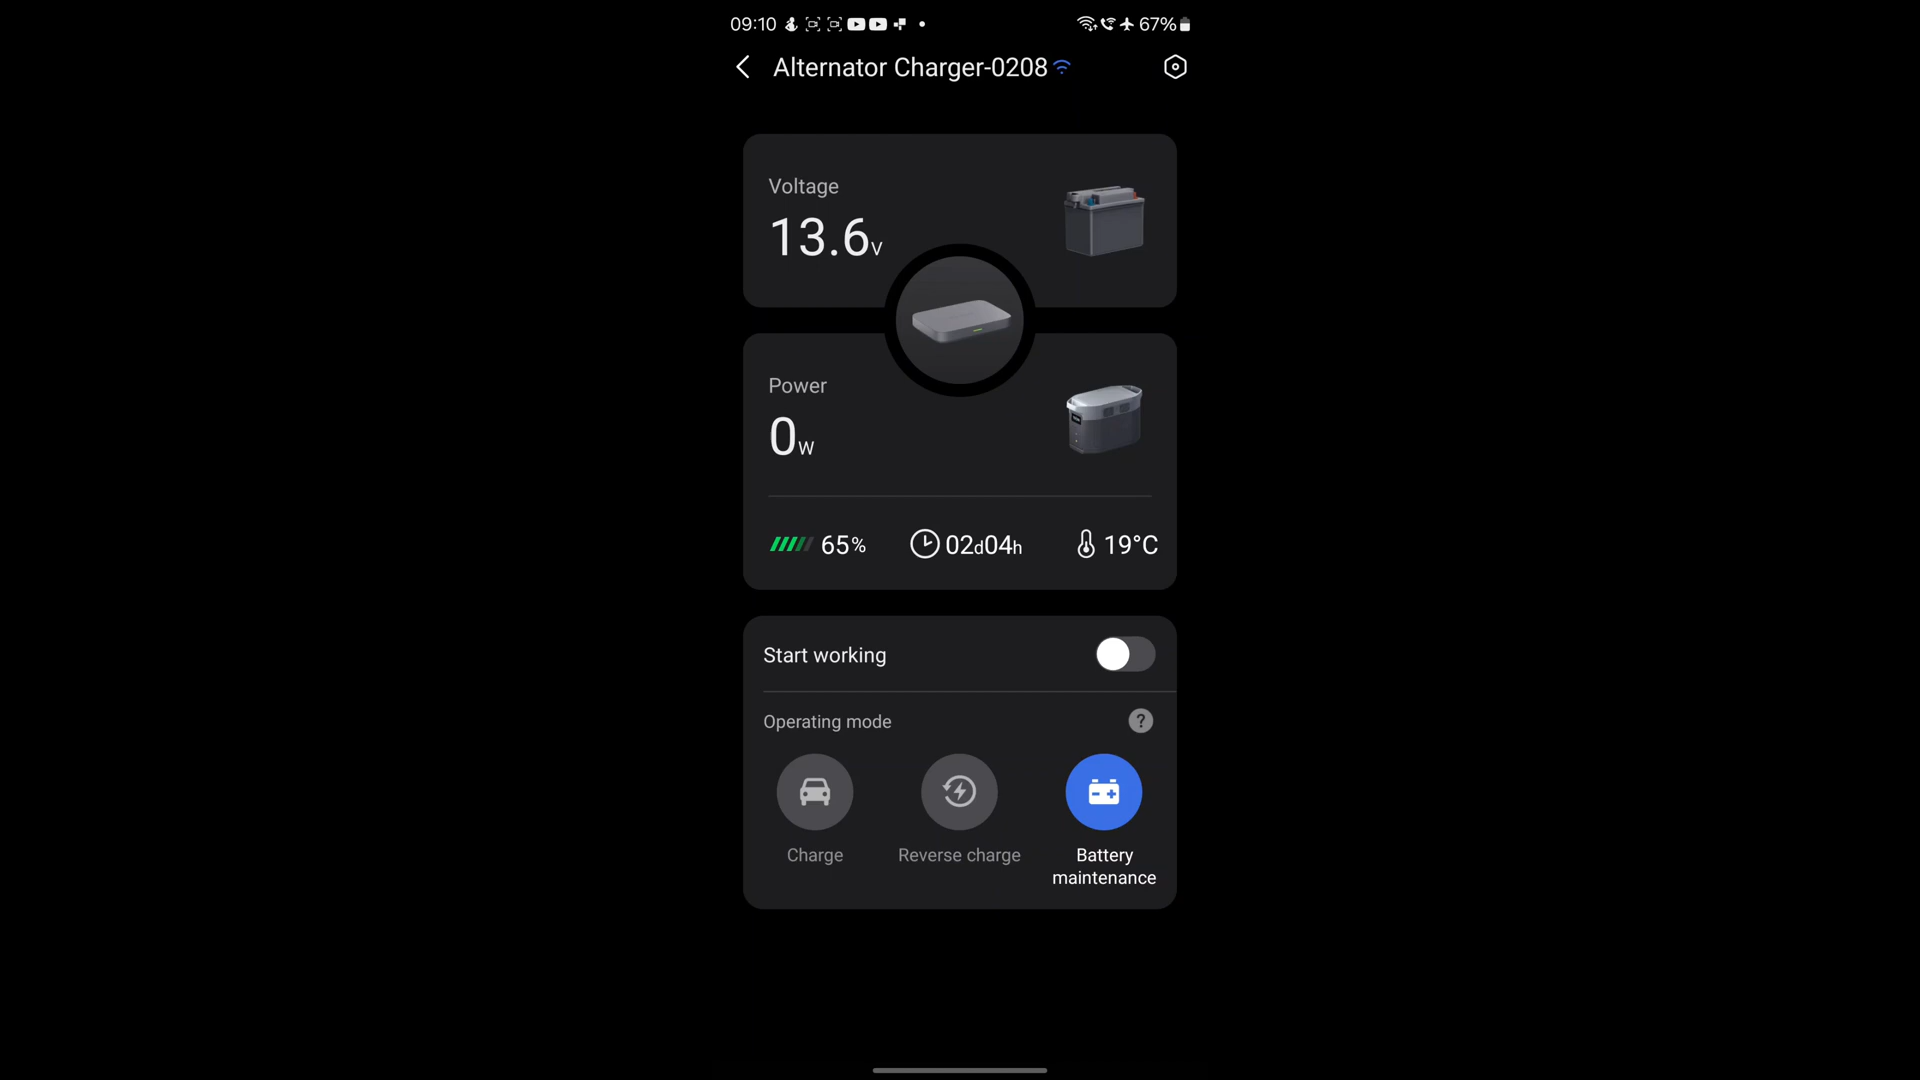 09:10 67%
Alternator Charger-0208
Voltage
13.6V
Power
0W
65% 02d04h 19°C
Start working
Operating mode ?
Charge Reverse charge Battery maintenance